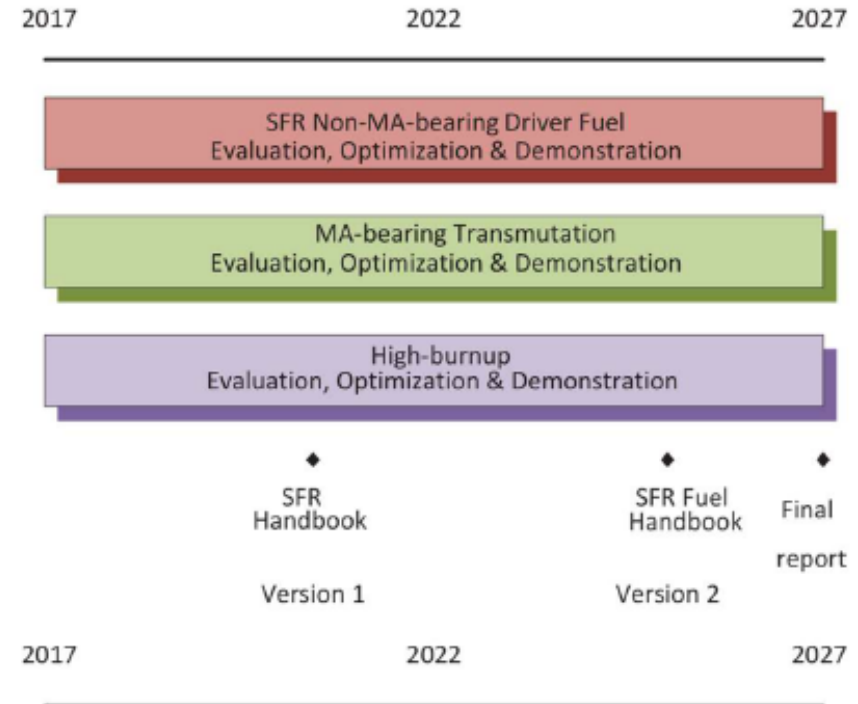 2017 2022 2027
SFR Non-MA-bearing Driver Fuel
Evaluation, Optimization & Demonstration
MA-bearing Transmutation
Evaluation, Optimization & Demonstration
High-burnup
Evaluation, Optimization & Demonstration
SFR
Handbook
Version 1
SFR Fuel
Handbook
Version 2
Final
report
2017 2022 2027